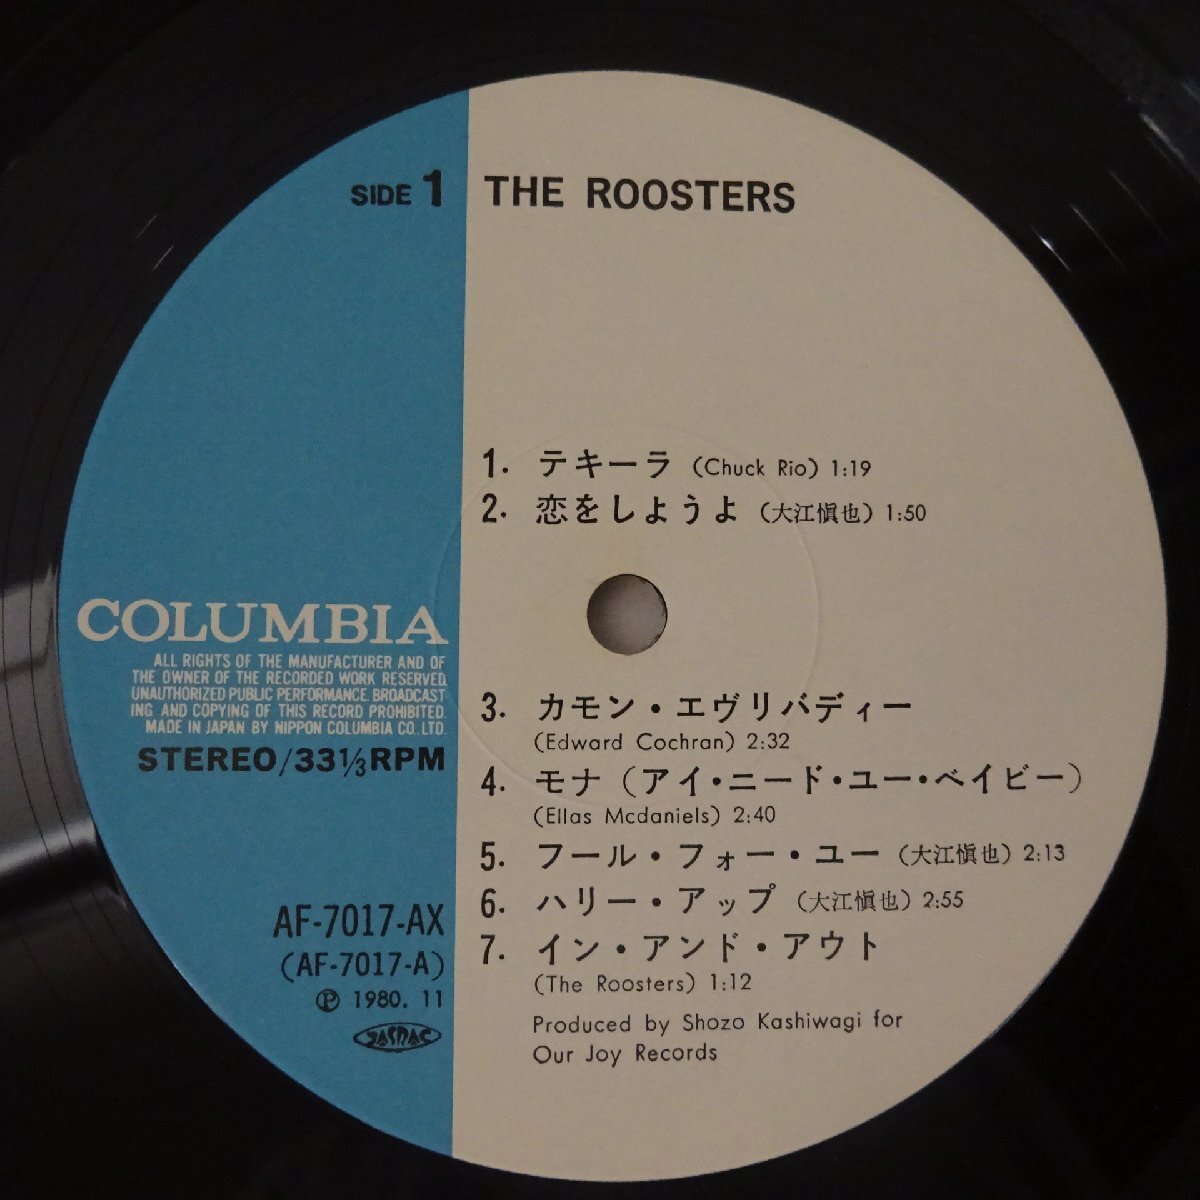 SIDE 1
THE ROOSTERS
1. テキーラ (Chuck Rio) 1:19
2. 恋をしようよ (大江愼也) 1:50
3. カモン・エヴリバディー
(Edward Cochran) 2:32
4. モナ (アイ・ニード・ユー・ベイビー)
(Ellas Mcdaniels) 2:40
5. フール・フォー・ユー (大江愼也) 2:13
6. ハリー・アップ (大江愼也) 2:55
7. イン・アンド・アウト
(The Roosters) 1:12
Produced by Shozo Kashiwagi for
Our Joy Records
COLUMBIA
ALL RIGHTS OF THE MANUFACTURER AND OF
THE OWNER OF THE RECORDED WORK RESERVED.
UNAUTHORIZED PUBLIC PERFORMANCE. BROADCAST
ING AND COPYING OF THIS RECORD PROHIBITED.
MADE IN JAPAN BY NIPPON COLUMBIA CO., LTD.
STEREO/33⅓RPM
AF-7017-AX
(AF-7017-A)
℗ 1980. 11
JASRAC